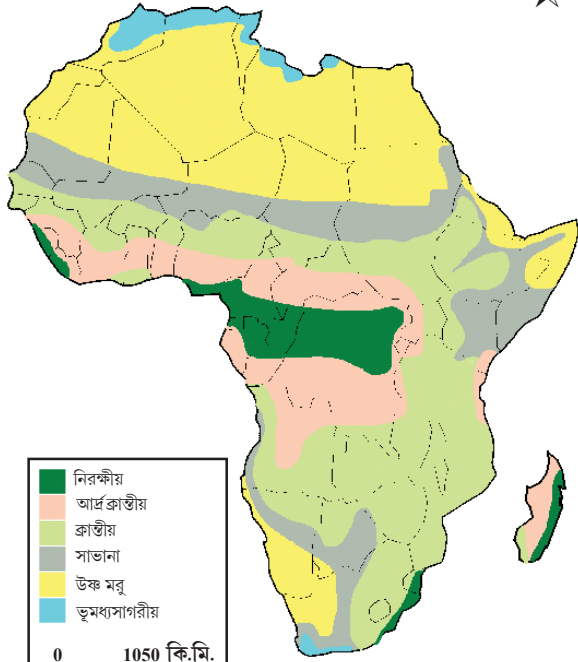 নিরক্ষীয়
আর্দ্র ক্রান্তীয়
ক্রান্তীয়
সাভানা
উষ্ণ মরু
ভূমধ্যসাগরীয়
0 1050 কি.মি.